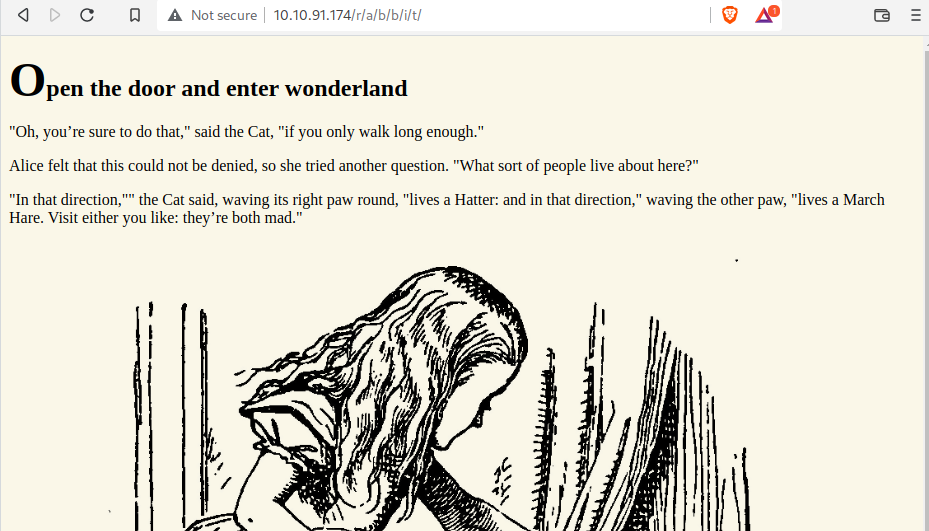 Not secure 10.10.91.174/r/a/b/b/i/t/
1
Open the door and enter wonderland
"Oh, you’re sure to do that," said the Cat, "if you only walk long enough."
Alice felt that this could not be denied, so she tried another question. "What sort of people live about here?"
"In that direction,"" the Cat said, waving its right paw round, "lives a Hatter: and in that direction," waving the other paw, "lives a March
Hare. Visit either you like: they’re both mad."